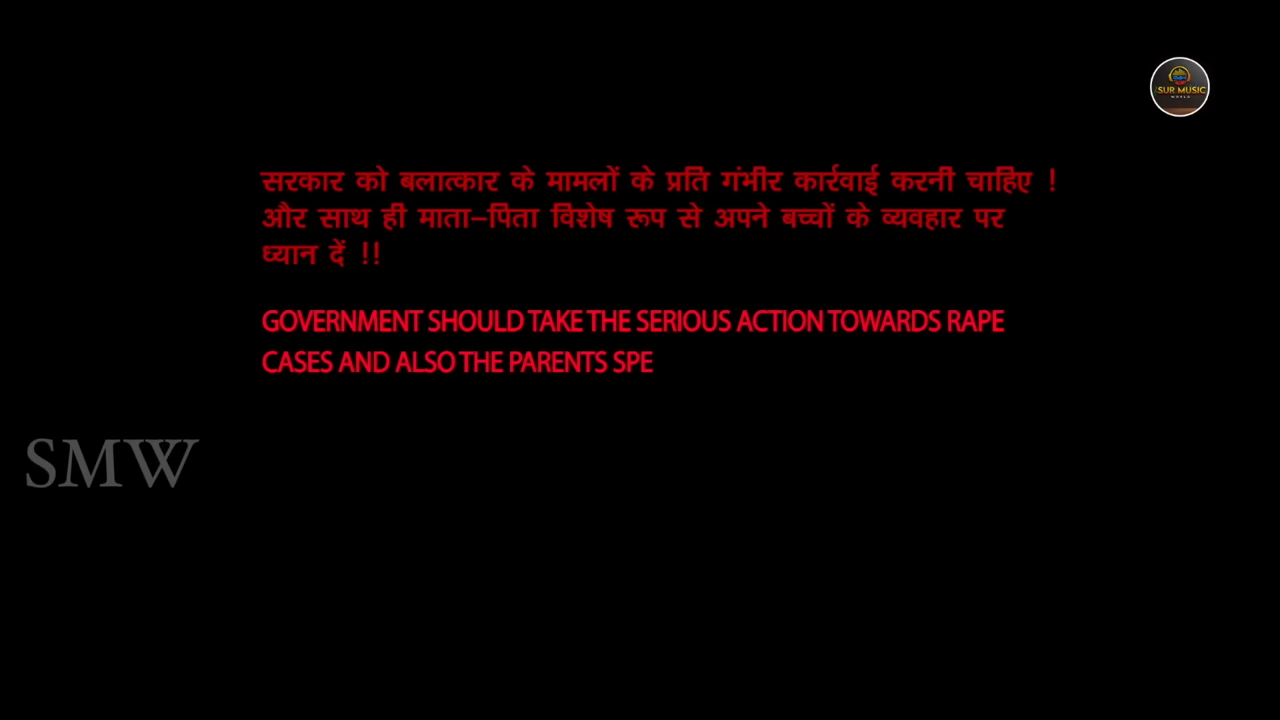 SUR MUSIC
WORLD
सरकार को बलात्कार के मामलों के प्रति गंभीर कार्रवाई करनी चाहिए !
और साथ ही माता-पिता विशेष रूप से अपने बच्चों के व्यवहार पर
ध्यान दें !!
GOVERNMENT SHOULD TAKE THE SERIOUS ACTION TOWARDS RAPE
CASES AND ALSO THE PARENTS SPE
SMW